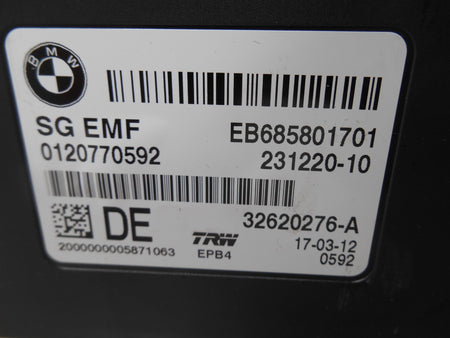 BMW
SG EMF EB685801701
0120770592 231220-10
DE TRW 32620276-A
EPB4 17-03-12
2000000005871063 0592